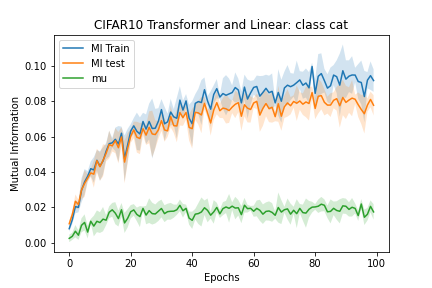 CIFAR10 Transformer and Linear: class cat
MI Train
MI test
mu
Mutual Information
0.10
0.08
0.06
0.04
0.02
0.00
0 20 40 60 80 100
Epochs